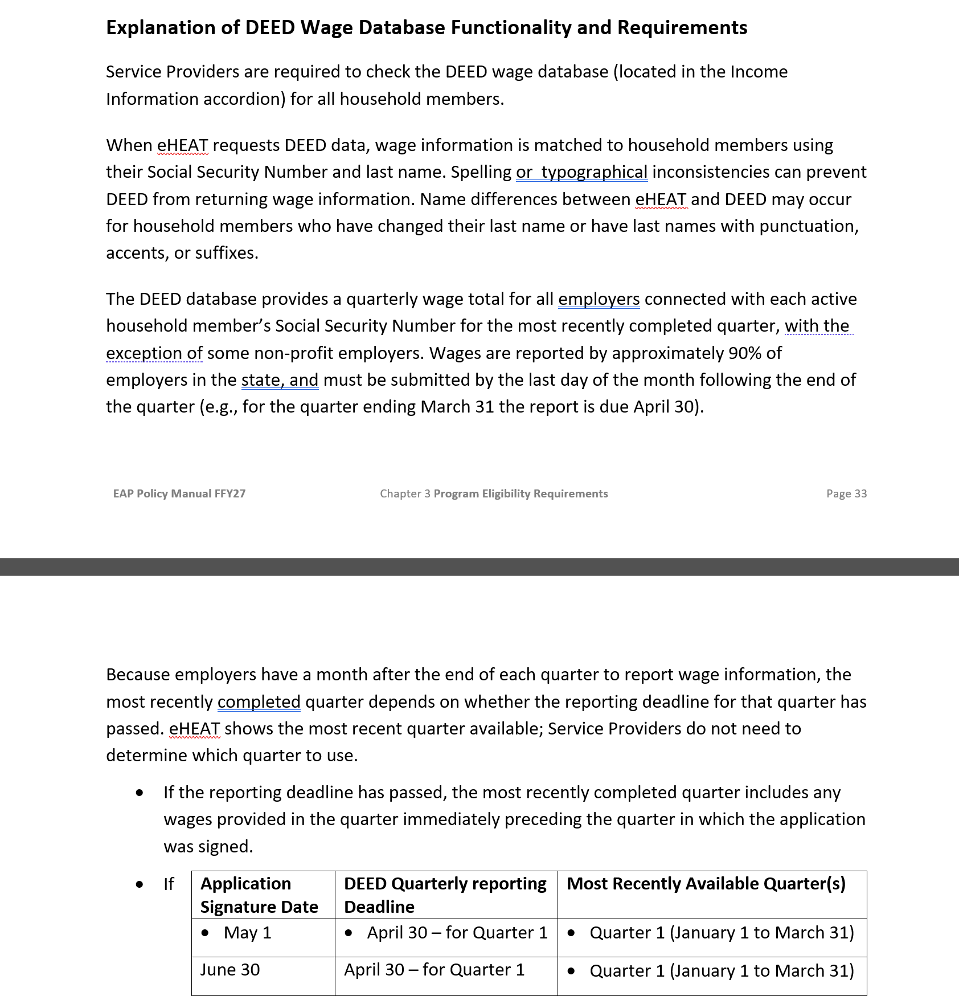 Explanation of DEED Wage Database Functionality and Requirements
Service Providers are required to check the DEED wage database (located in the Income
Information accordion) for all household members.
When eHEAT requests DEED data, wage information is matched to household members using
their Social Security Number and last name. Spelling or  typographical inconsistencies can prevent
DEED from returning wage information. Name differences between eHEAT and DEED may occur
for household members who have changed their last name or have last names with punctuation,
accents, or suffixes.
The DEED database provides a quarterly wage total for all employers connected with each active
household member’s Social Security Number for the most recently completed quarter, with the
exception of some non-profit employers. Wages are reported by approximately 90% of
employers in the state, and must be submitted by the last day of the month following the end of
the quarter (e.g., for the quarter ending March 31 the report is due April 30).
EAP Policy Manual FFY27 Chapter 3 Program Eligibility Requirements Page 33
Because employers have a month after the end of each quarter to report wage information, the
most recently completed quarter depends on whether the reporting deadline for that quarter has
passed. eHEAT shows the most recent quarter available; Service Providers do not need to
determine which quarter to use.
• If the reporting deadline has passed, the most recently completed quarter includes any
wages provided in the quarter immediately preceding the quarter in which the application
was signed.
• If
Application
Signature Date
DEED Quarterly reporting
Deadline
Most Recently Available Quarter(s)
• May 1
• April 30 – for Quarter 1
• Quarter 1 (January 1 to March 31)
June 30
April 30 – for Quarter 1
• Quarter 1 (January 1 to March 31)